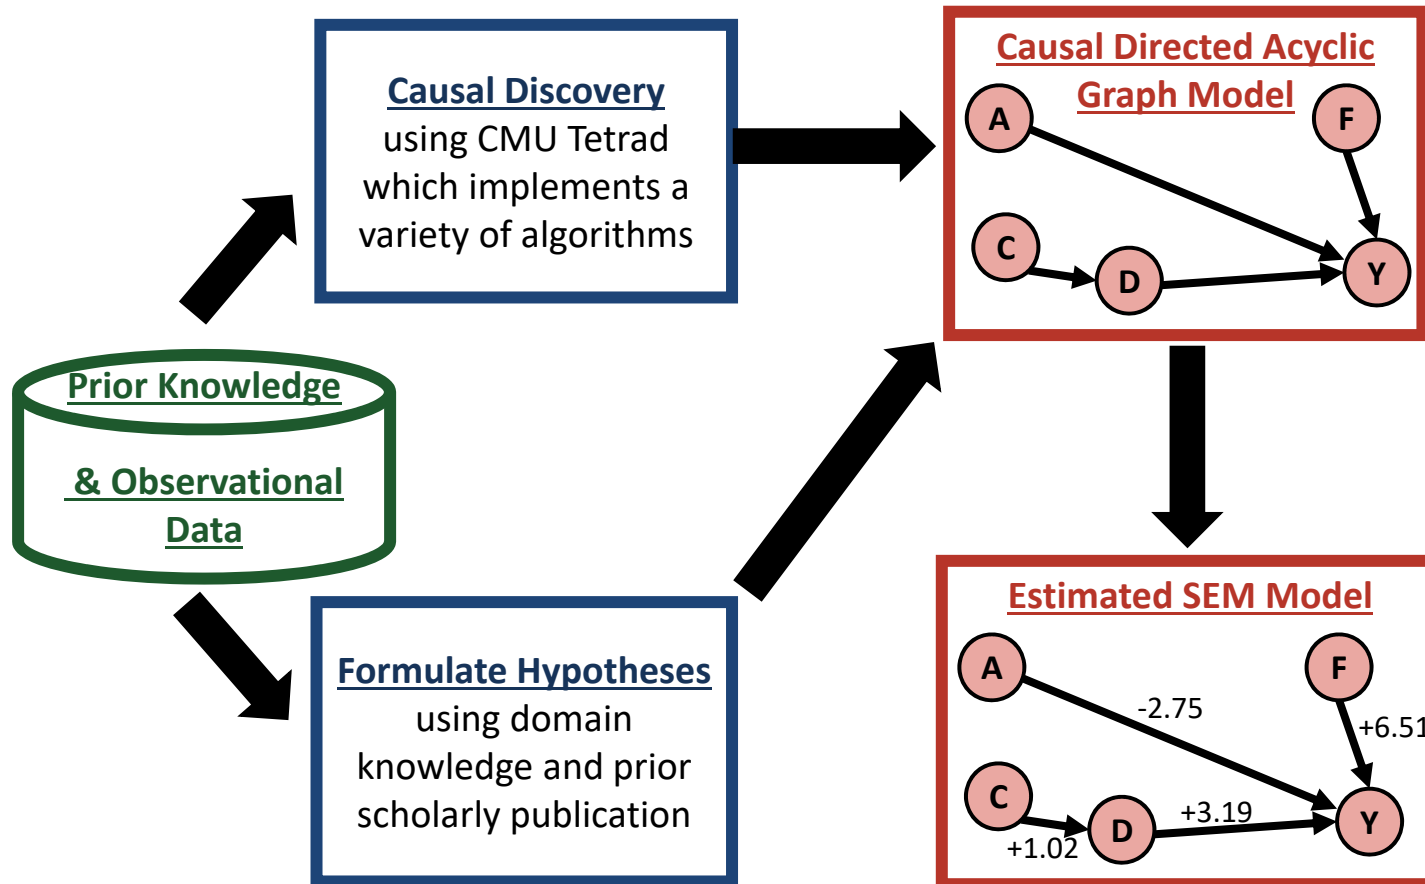 Causal Discovery
using CMU Tetrad
which implements a
variety of algorithms
Causal Directed Acyclic
Graph Model
A
F
C
D
Y
Prior Knowledge
& Observational
Data
Formulate Hypotheses
using domain
knowledge and prior
scholarly publication
Estimated SEM Model
A
F
-2.75
+6.51
C
D
+3.19
Y
+1.02